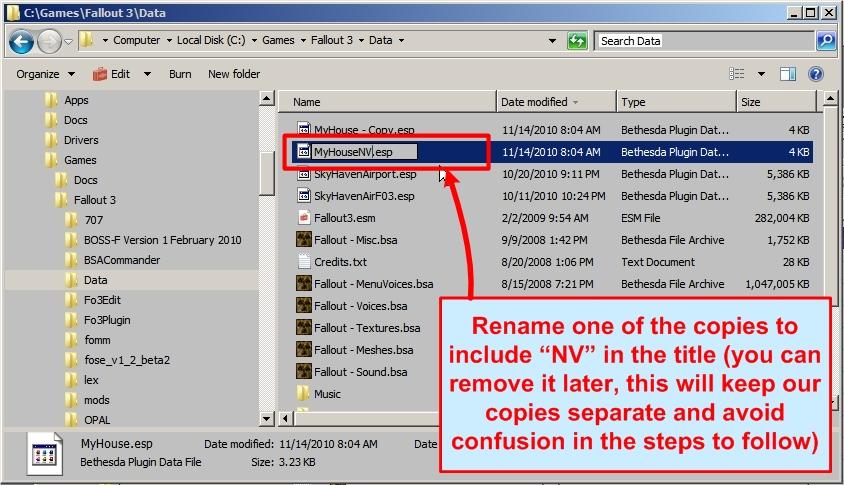 C:\Games\Fallout 3\Data
Computer Local Disk (C:) Games Fallout 3 Data Search Data
Organize Edit Burn New folder
Apps
Docs
Drivers
Games
Docs
Fallout 3
707
BOSS-F Version 1 February 2010
BSACommander
Data
Fo3Edit
Fo3Plugin
fomm
fose_v1_2_beta2
lex
mods
OPAL
Name Date modified Type Size
MyHouse - Copy.esp 11/14/2010 8:04 AM Bethesda Plugin Dat... 4 KB
MyHouseNV.esp 11/14/2010 8:04 AM Bethesda Plugin Dat... 4 KB
SkyHavenAirport.esp 10/20/2010 9:11 PM Bethesda Plugin Dat... 5,386 KB
SkyHavenAirF03.esp 10/11/2010 10:24 PM Bethesda Plugin Dat... 5,386 KB
Fallout3.esm 2/2/2009 9:54 AM ESM File 282,004 KB
Fallout - Misc.bsa 9/9/2008 1:42 PM Bethesda File Archive 1,752 KB
Credits.txt 8/20/2008 1:06 PM Text Document 28 KB
Fallout - MenuVoices.bsa 8/15/2008 7:21 PM Bethesda File Archive 1,047,005 KB
Fallout - Voices.bsa
Fallout - Textures.bsa
Fallout - Meshes.bsa
Fallout - Sound.bsa
Music
Rename one of the copies to
include “NV” in the title (you can
remove it later, this will keep our
copies separate and avoid
confusion in the steps to follow)
MyHouse.esp Date modified: 11/14/2010 8:04 AM Date
Bethesda Plugin Data File Size: 3.23 KB